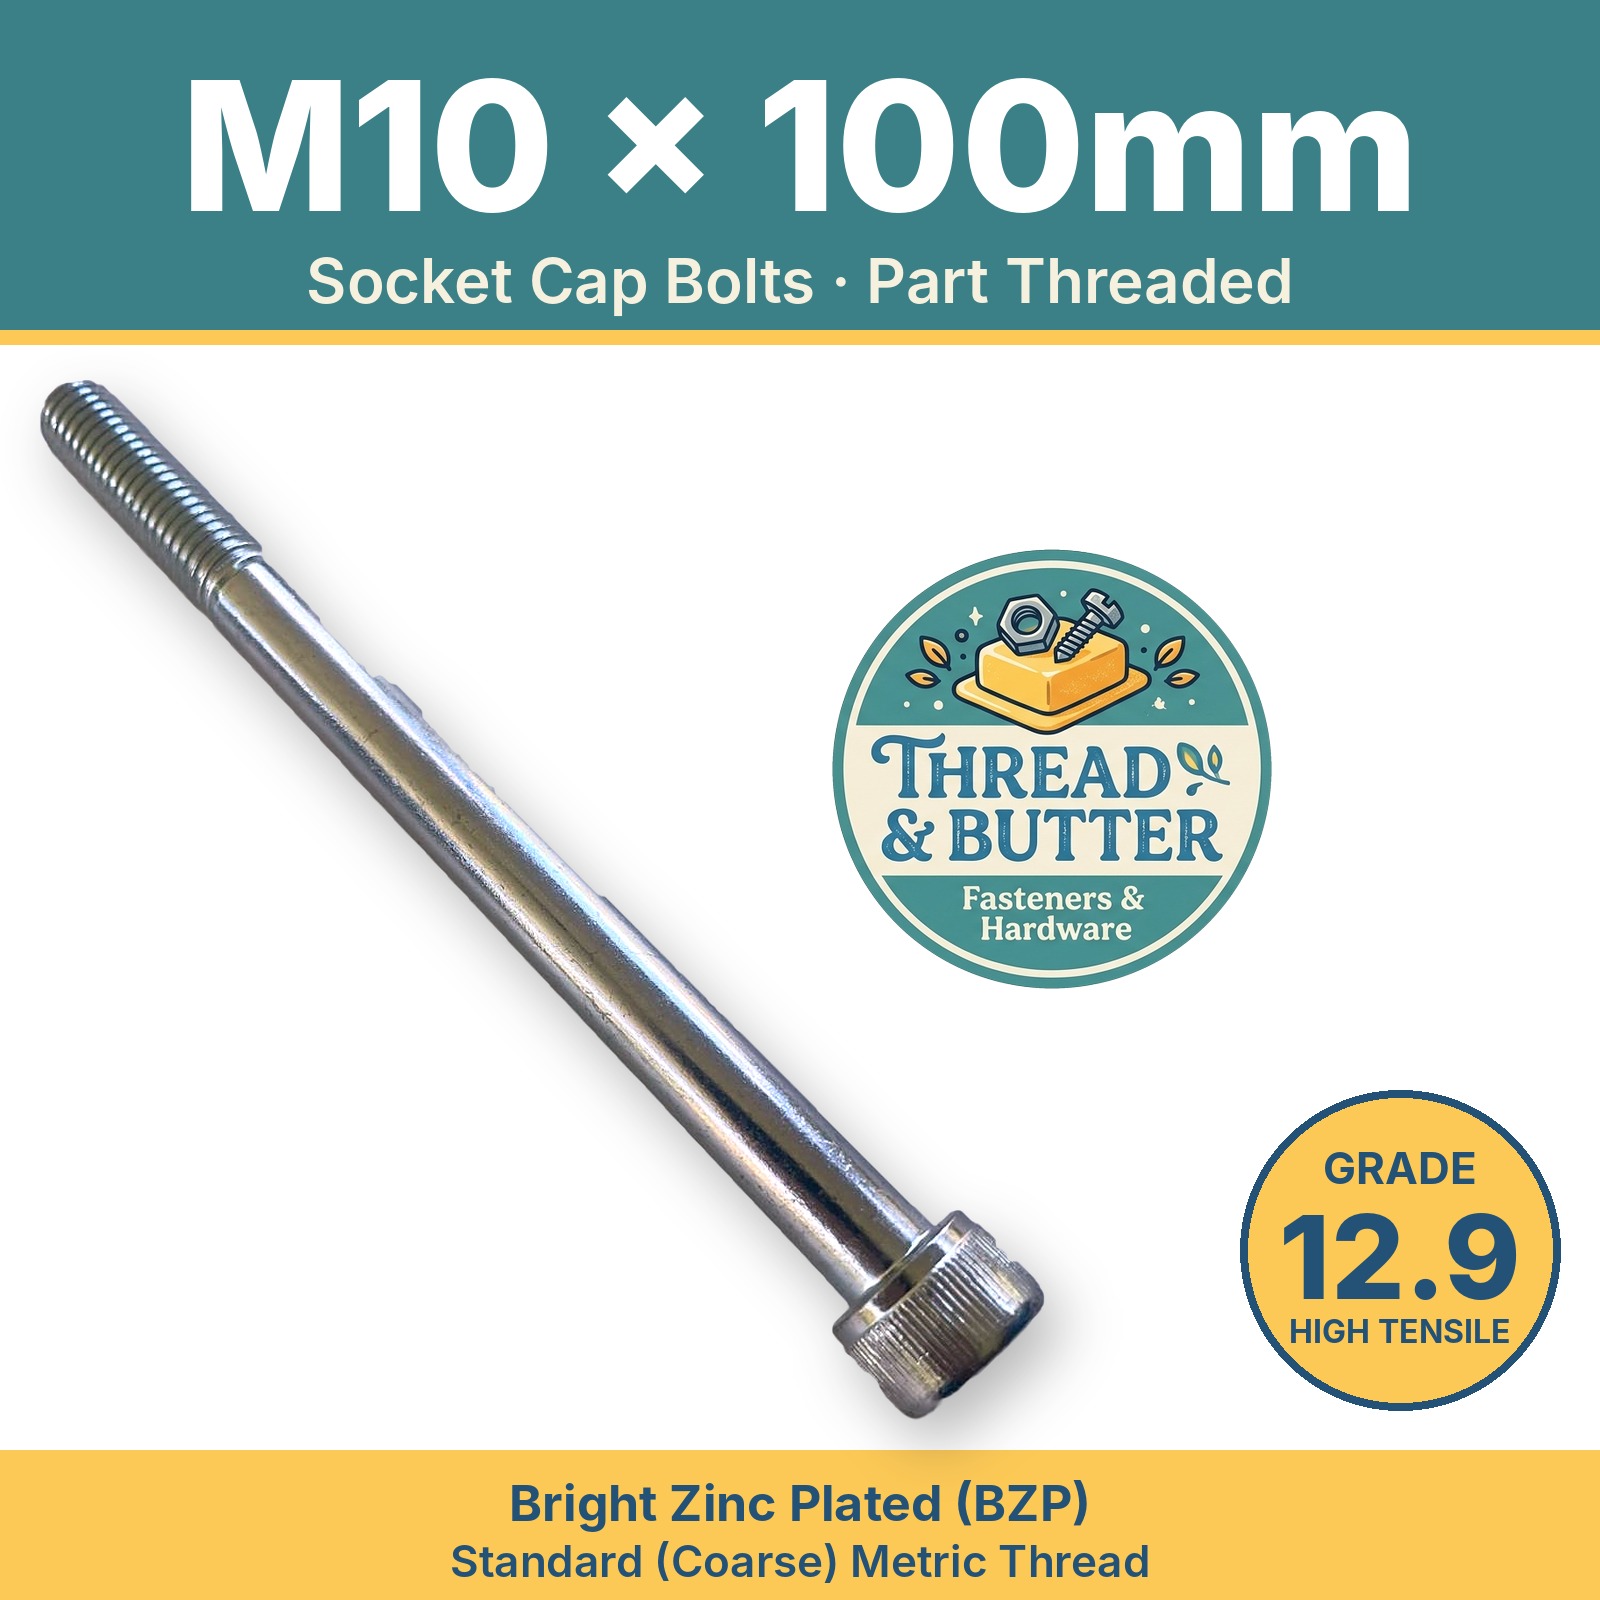 M10 × 100mm
Socket Cap Bolts · Part Threaded
THREAD
& BUTTER
Fasteners &
Hardware
GRADE
12.9
HIGH TENSILE
Bright Zinc Plated (BZP)
Standard (Coarse) Metric Thread